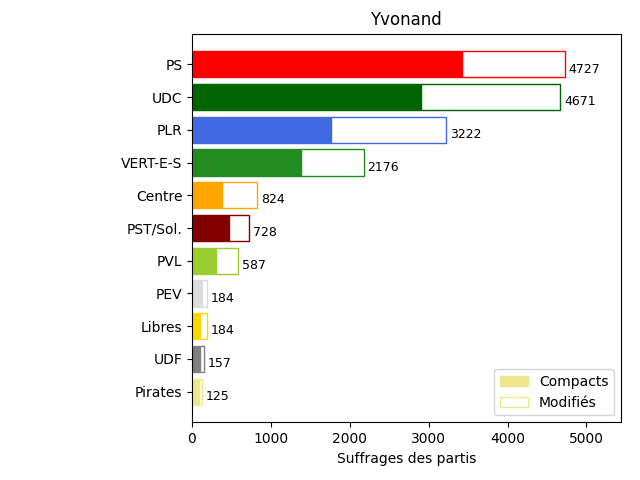 Yvonand
PS 4727
UDC 4671
PLR 3222
VERT-E-S 2176
Centre 824
PST/Sol. 728
PVL 587
PEV 184
Libres 184
UDF 157
Pirates 125
Compacts
Modifiés
0 1000 2000 3000 4000 5000
Suffrages des partis